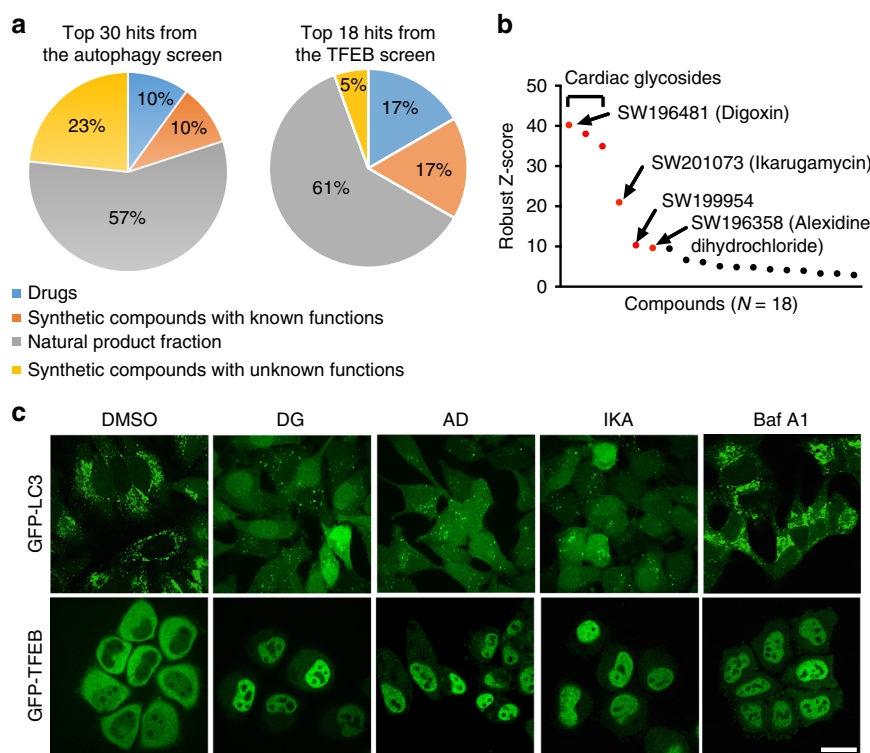 a
Top 30 hits from
the autophagy screen
10%
10%
57%
23%
Top 18 hits from
the TFEB screen
5%
17%
17%
61%
Drugs
Synthetic compounds with known functions
Natural product fraction
Synthetic compounds with unknown functions
b
Robust Z-score
50
40
30
20
10
0
Cardiac glycosides
SW196481 (Digoxin)
SW201073 (Ikarugamycin)
SW199954
SW196358 (Alexidine
dihydrochloride)
Compounds (N = 18)
c
DMSO DG AD IKA Baf A1
GFP-LC3
GFP-TFEB